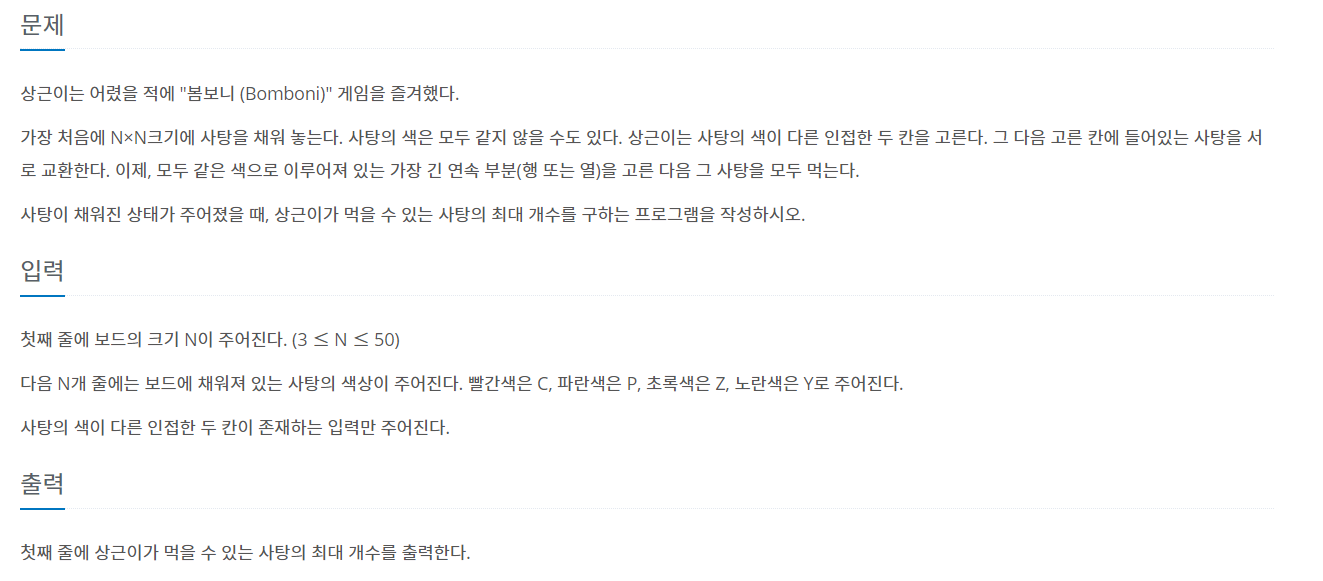 문제
상근이는 어렸을 적에 "봄보니 (Bomboni)" 게임을 즐겨했다.
가장 처음에 N×N크기에 사탕을 채워 놓는다. 사탕의 색은 모두 같지 않을 수도 있다. 상근이는 사탕의 색이 다른 인접한 두 칸을 고른다. 그 다음 고른 칸에 들어있는 사탕을 서
로 교환한다. 이제, 모두 같은 색으로 이루어져 있는 가장 긴 연속 부분(행 또는 열)을 고른 다음 그 사탕을 모두 먹는다.
사탕이 채워진 상태가 주어졌을 때, 상근이가 먹을 수 있는 사탕의 최대 개수를 구하는 프로그램을 작성하시오.
입력
첫째 줄에 보드의 크기 N이 주어진다. (3 ≤ N ≤ 50)
다음 N개 줄에는 보드에 채워져 있는 사탕의 색상이 주어진다. 빨간색은 C, 파란색은 P, 초록색은 Z, 노란색은 Y로 주어진다.
사탕의 색이 다른 인접한 두 칸이 존재하는 입력만 주어진다.
출력
첫째 줄에 상근이가 먹을 수 있는 사탕의 최대 개수를 출력한다.